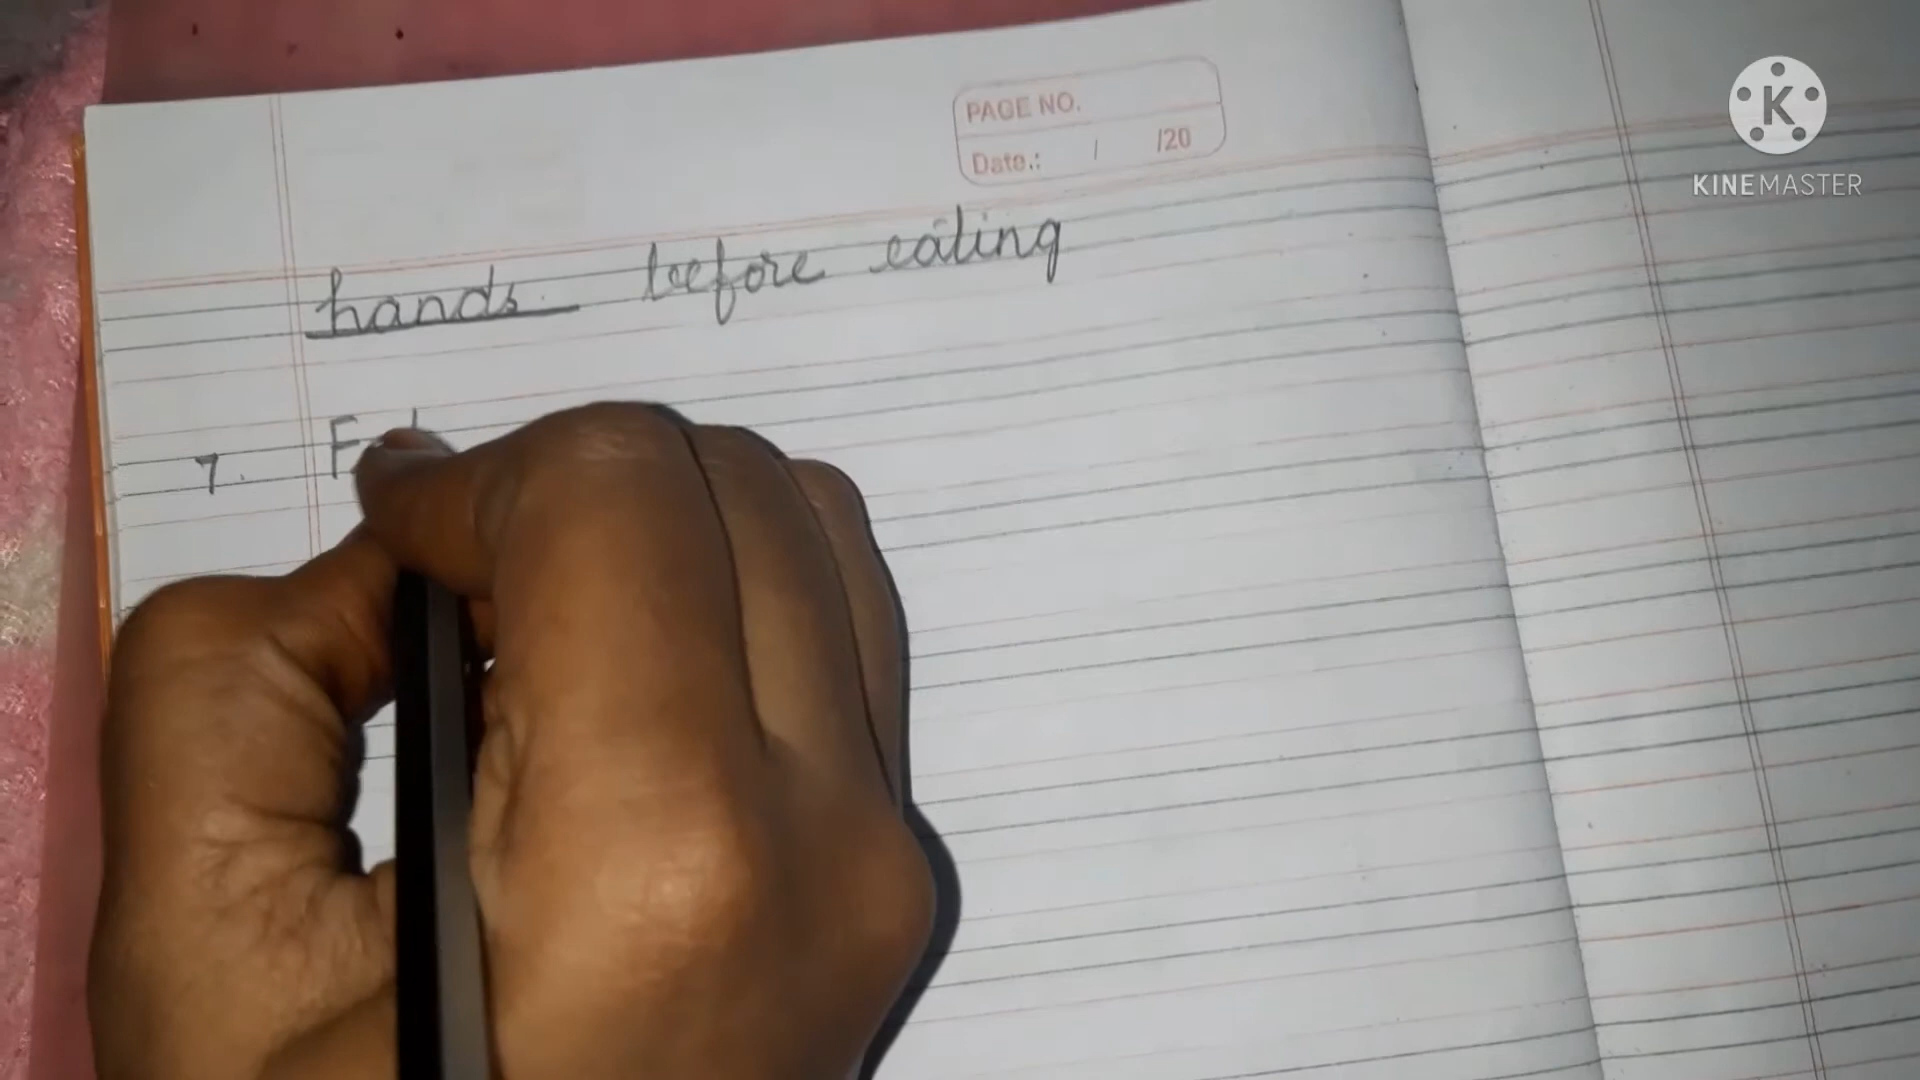 PAGE NO.
Date.: / /20
K
KINEMASTER
hands before eating
7. F